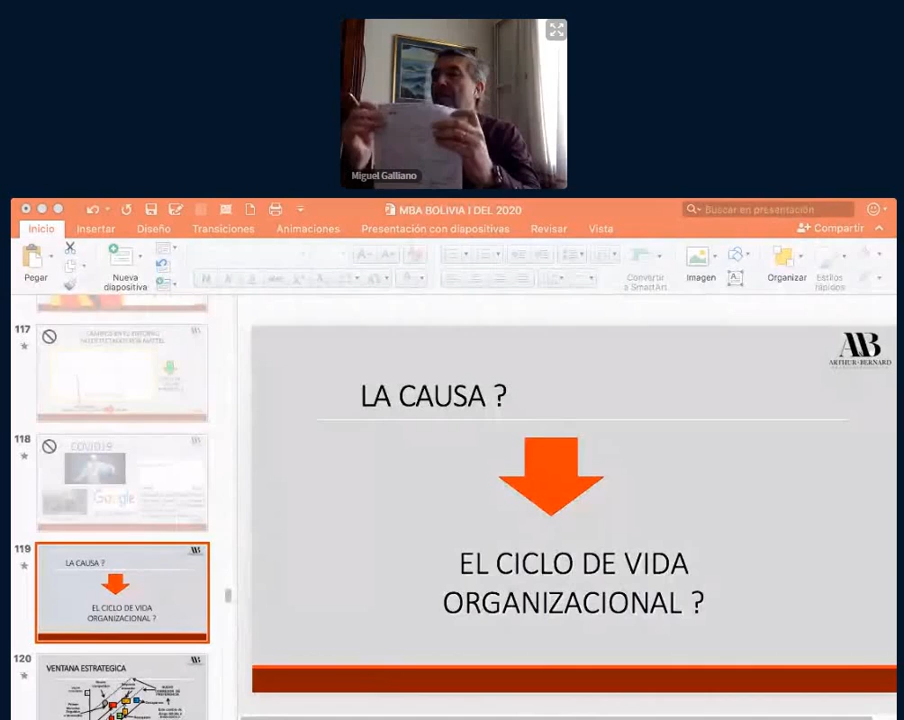 Miguel Galliano
MBA BOLIVIA I DEL 2020
Buscar en presentación
Inicio
Insertar
Diseño
Transiciones
Animaciones
Presentación con diapositivas
Revisar
Vista
Compartir
Pegar
Nueva
diapositiva
Convertir
a SmartArt
Imagen
Organizar
Estilos
rápidos
117
118
COVID19
Google
119
LA CAUSA ?
EL CICLO DE VIDA
ORGANIZACIONAL ?
120
VENTANA ESTRATEGICA
AB
ARTHUR BERNARD
LA CAUSA ?
EL CICLO DE VIDA
ORGANIZACIONAL ?